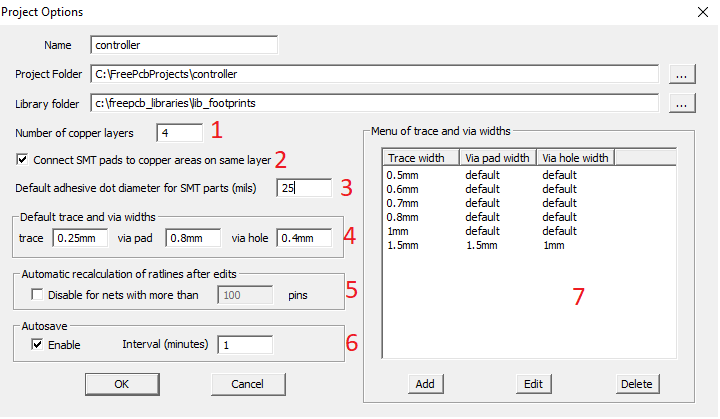 Project Options
Name controller
Project Folder C:\FreePcbProjects\controller ...
Library folder c:\freepcb_libraries\lib_footprints ...
Number of copper layers 4 1
Connect SMT pads to copper areas on same layer 2
Default adhesive dot diameter for SMT parts (mils) 25 3
Default trace and via widths
trace 0.25mm via pad 0.8mm via hole 0.4mm 4
Automatic recalculation of ratlines after edits
Disable for nets with more than 100 pins 5
Autosave
Enable Interval (minutes) 1 6
OK Cancel
Menu of trace and via widths
Trace width Via pad width Via hole width
0.5mm default default
0.6mm default default
0.7mm default default
0.8mm default default
1mm default default
1.5mm 1.5mm 1mm
7
Add Edit Delete